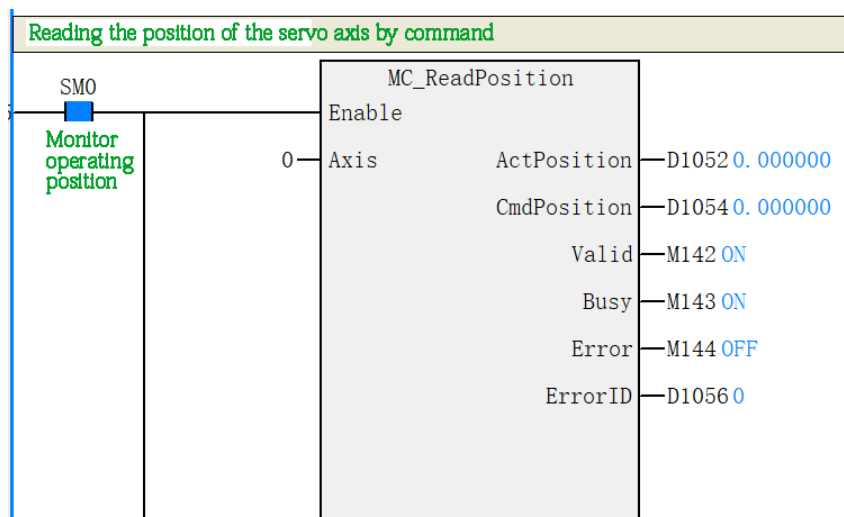 Reading the position of the servo axis by command
SM0
MC_ReadPosition
Enable
Monitor
operating
position
0 Axis ActPosition D1052 0.000000
CmdPosition D1054 0.000000
Valid M142 ON
Busy M143 ON
Error M144 OFF
ErrorID D1056 0